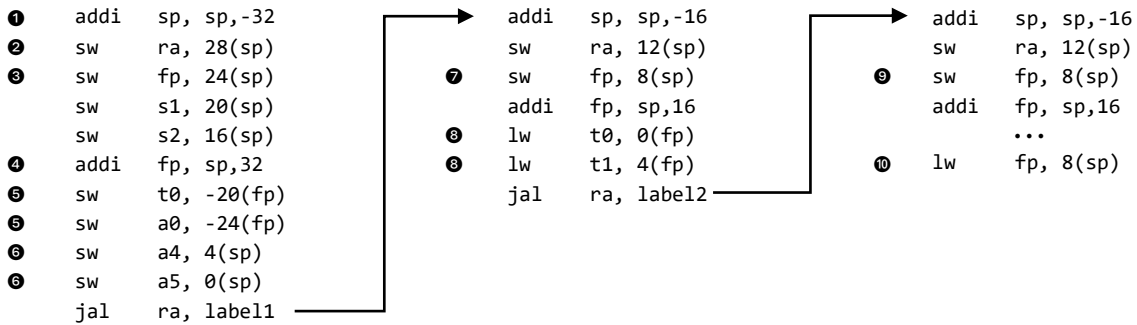 ❶ addi sp, sp,-32
❷ sw ra, 28(sp)
❸ sw fp, 24(sp)
sw s1, 20(sp)
sw s2, 16(sp)
❹ addi fp, sp,32
❺ sw t0, -20(fp)
❺ sw a0, -24(fp)
❻ sw a4, 4(sp)
❻ sw a5, 0(sp)
jal ra, label1
addi sp, sp,-16
sw ra, 12(sp)
❼ sw fp, 8(sp)
addi fp, sp,16
❽ lw t0, 0(fp)
❽ lw t1, 4(fp)
jal ra, label2
addi sp, sp,-16
sw ra, 12(sp)
❾ sw fp, 8(sp)
addi fp, sp,16
...
❿ lw fp, 8(sp)